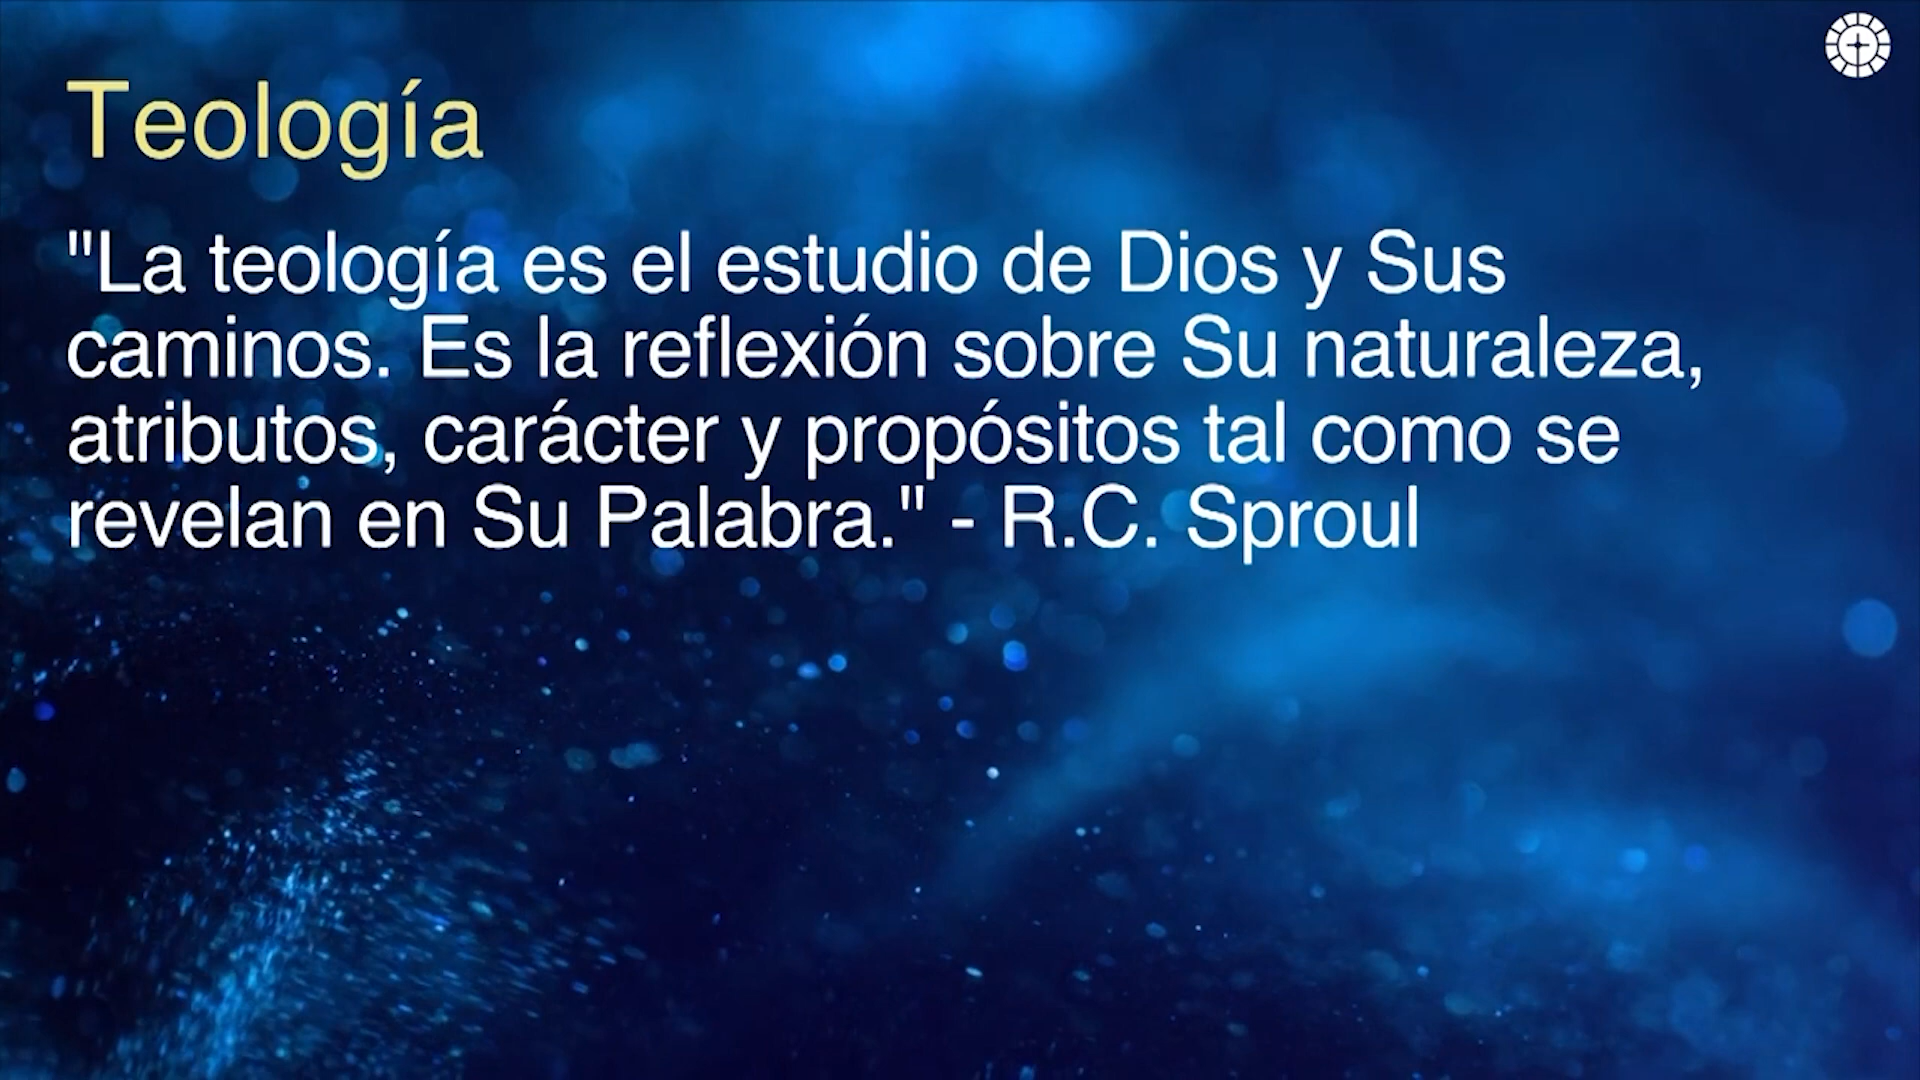 Teología
"La teología es el estudio de Dios y Sus
caminos. Es la reflexión sobre Su naturaleza,
atributos, carácter y propósitos tal como se
revelan en Su Palabra." - R.C. Sproul